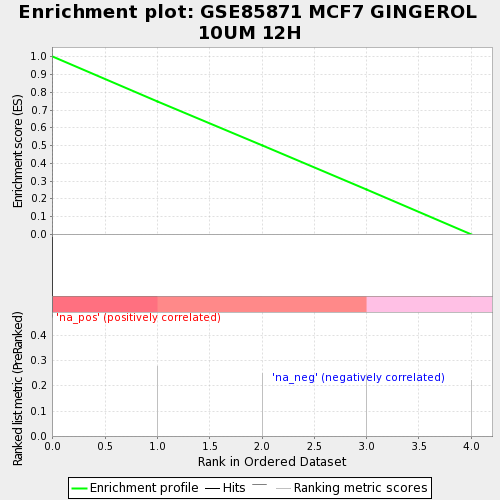 Enrichment plot: GSE85871 MCF7 GINGEROL
10UM 12H
Enrichment score (ES)
1.0
0.9
0.8
0.7
0.6
0.5
0.4
0.3
0.2
0.1
0.0
'na_pos' (positively correlated)
'na_neg' (negatively correlated)
Ranked list metric (PreRanked)
0.4
0.3
0.2
0.1
0.0
0.0 0.5 1.0 1.5 2.0 2.5 3.0 3.5 4.0
Rank in Ordered Dataset
Enrichment profile Hits Ranking metric scores